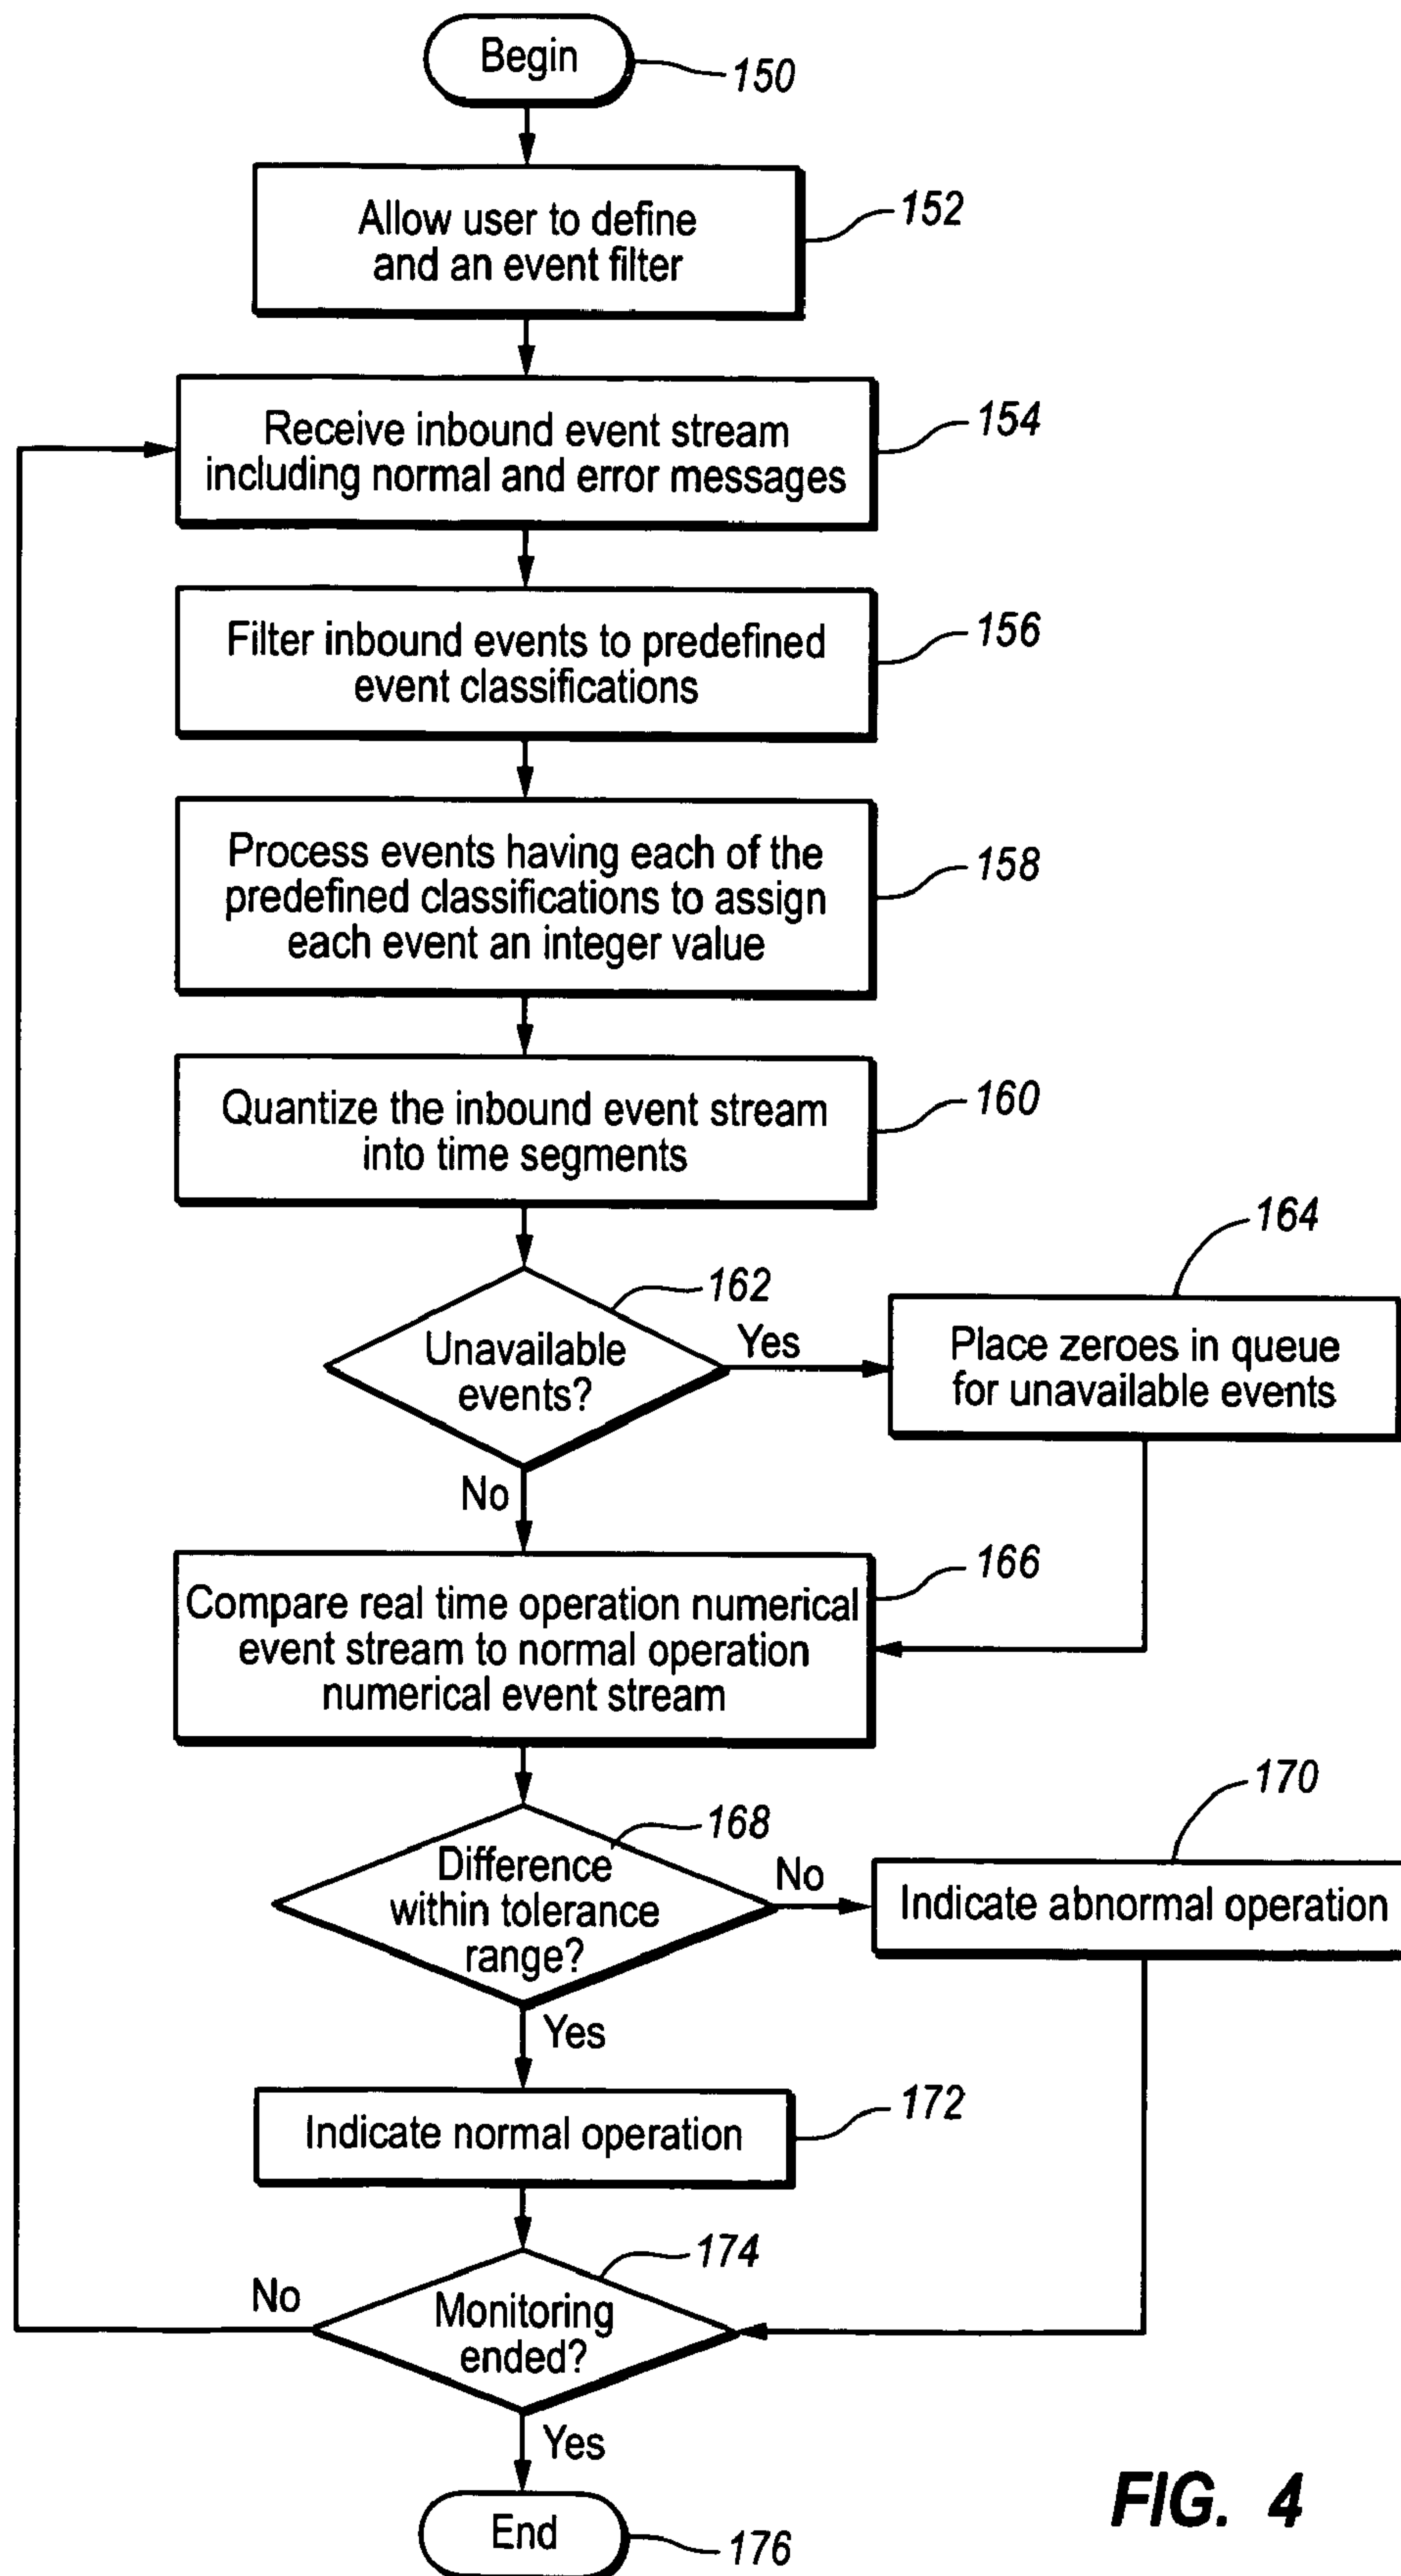 Begin
150
Allow user to define
and an event filter
152
Receive inbound event stream
including normal and error messages
154
Filter inbound events to predefined
event classifications
156
Process events having each of the
predefined classifications to assign
each event an integer value
158
Quantize the inbound event stream
into time segments
160
Unavailable
events?
162
Yes
Place zeroes in queue
for unavailable events
164
No
Compare real time operation numerical
event stream to normal operation
numerical event stream
166
Difference
within tolerance
range?
168
No
Indicate abnormal operation
170
Yes
Indicate normal operation
172
Monitoring
ended?
174
No
Yes
End
176
FIG. 4